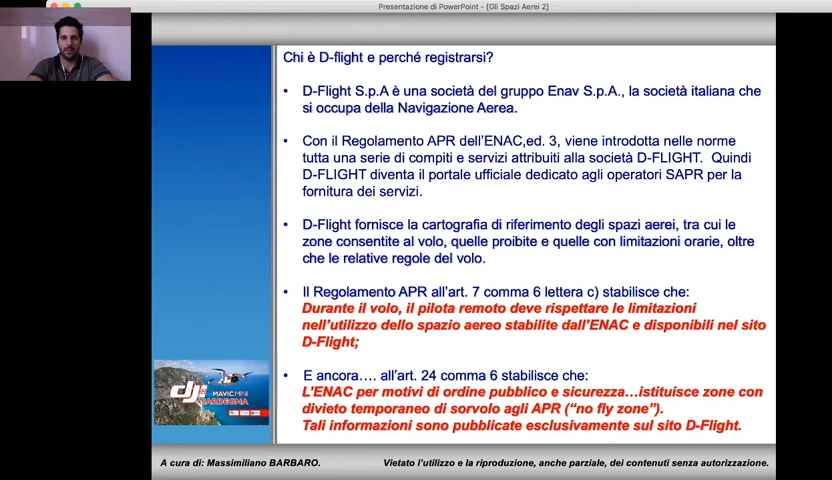 Presentazione di PowerPoint - [Gli Spazi Aerei 2]
Chi è D-flight e perché registrarsi?
• D-Flight S.p.A è una società del gruppo Enav S.p.A., la società italiana che
si occupa della Navigazione Aerea.
• Con il Regolamento APR dell'ENAC,ed. 3, viene introdotta nelle norme
tutta una serie di compiti e servizi attribuiti alla società D-FLIGHT. Quindi
D-FLIGHT diventa il portale ufficiale dedicato agli operatori SAPR per la
fornitura dei servizi.
• D-Flight fornisce la cartografia di riferimento degli spazi aerei, tra cui le
zone consentite al volo, quelle proibite e quelle con limitazioni orarie, oltre
che le relative regole del volo.
• Il Regolamento APR all'art. 7 comma 6 lettera c) stabilisce che:
Durante il volo, il pilota remoto deve rispettare le limitazioni
nell'utilizzo dello spazio aereo stabilite dall'ENAC e disponibili nel sito
D-Flight;
• E ancora…. all'art. 24 comma 6 stabilisce che:
L'ENAC per motivi di ordine pubblico e sicurezza…istituisce zone con
divieto temporaneo di sorvolo agli APR ("no fly zone").
Tali informazioni sono pubblicate esclusivamente sul sito D-Flight.
dji
MAVIC MINI
SARDEGNA
A cura di: Massimiliano BARBARO.
Vietato l'utilizzo e la riproduzione, anche parziale, dei contenuti senza autorizzazione.